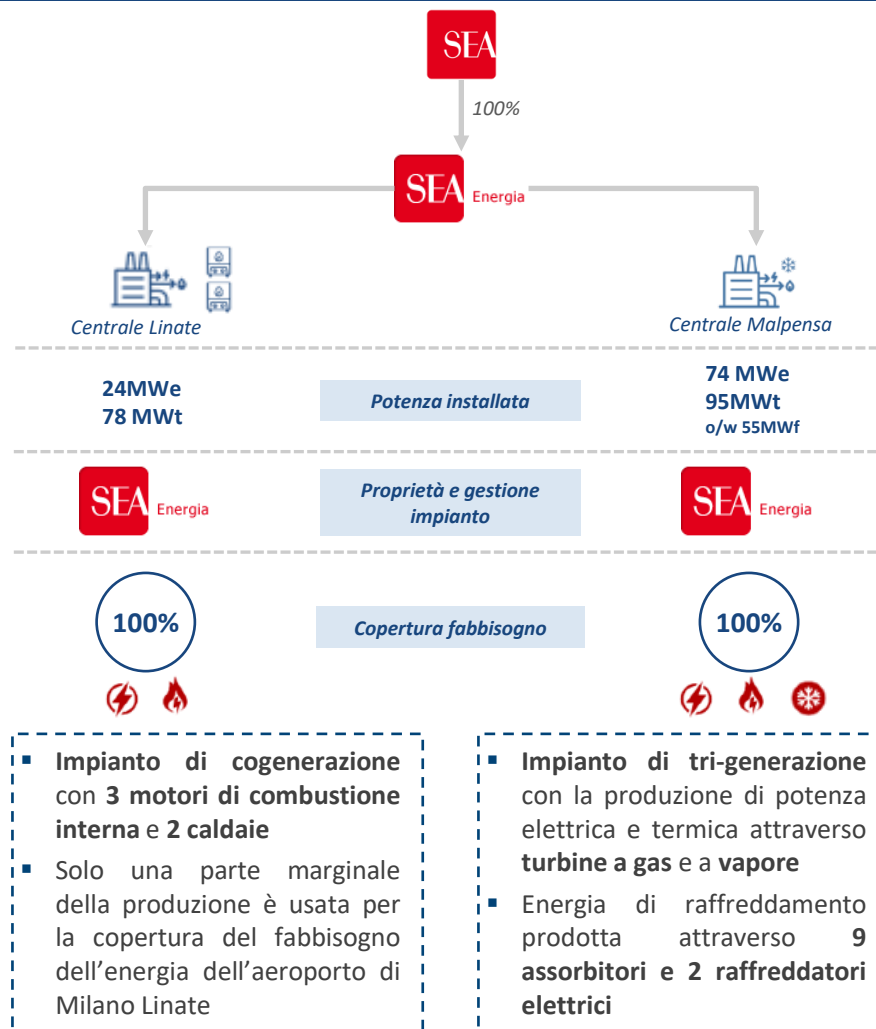 SEA
100%
SEA Energia
Centrale Linate
Centrale Malpensa
24MWe
78 MWt
Potenza installata
74 MWe
95MWt
o/w 55MWf
SEA Energia
Proprietà e gestione
impianto
SEA Energia
100%
Copertura fabbisogno
100%
▪ Impianto di cogenerazione
con 3 motori di combustione
interna e 2 caldaie
▪ Solo una parte marginale
della produzione è usata per
la copertura del fabbisogno
dell’energia dell’aeroporto di
Milano Linate
▪ Impianto di tri-generazione
con la produzione di potenza
elettrica e termica attraverso
turbine a gas e a vapore
▪ Energia di raffreddamento
prodotta attraverso 9
assorbitori e 2 raffreddatori
elettrici